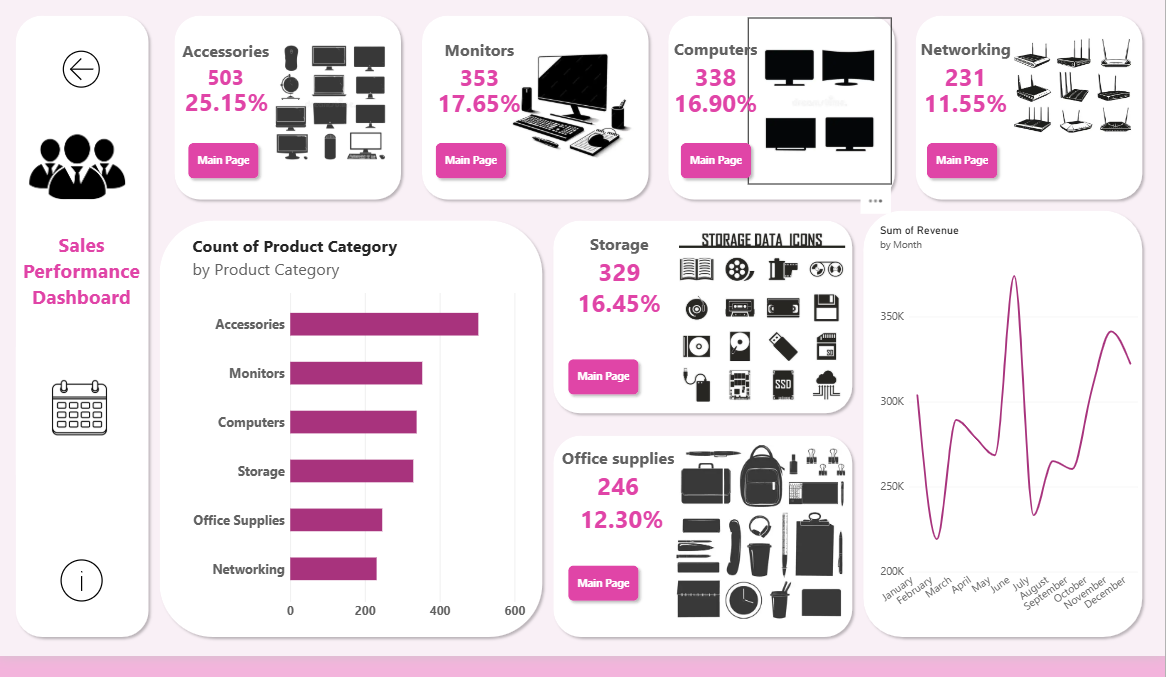 Sales
Performance
Dashboard
Accessories
503
25.15%
Main Page
Monitors
353
17.65%
Main Page
Computers
338
16.90%
Main Page
Networking
231
11.55%
Main Page
Count of Product Category
by Product Category
Accessories
Monitors
Computers
Storage
Office Supplies
Networking
0 200 400 600
Storage
329
16.45%
Main Page
STORAGE DATA ICONS
SD
SSD
Office supplies
246
12.30%
Main Page
Sum of Revenue
by Month
350K
300K
250K
200K
January February March April May June July August September October November December